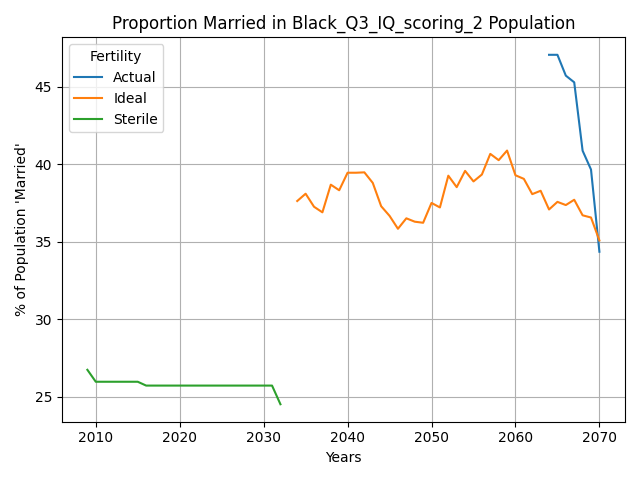 Proportion Married in Black_Q3_IQ_scoring_2 Population
Fertility
Actual
Ideal
Sterile
% of Population 'Married'
45
40
35
30
25
2010 2020 2030 2040 2050 2060 2070
Years